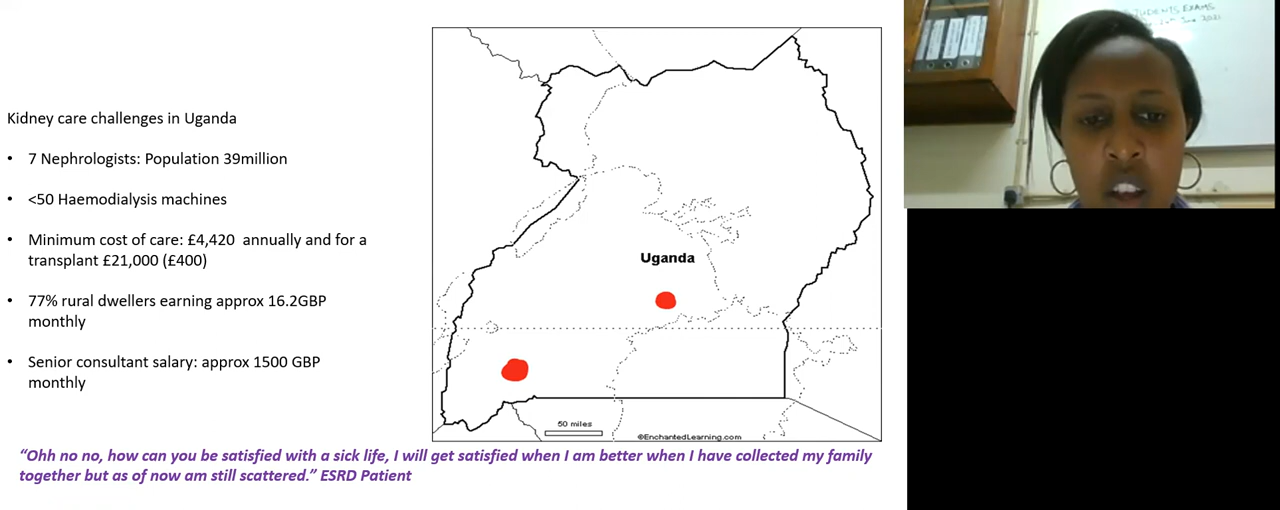 Kidney care challenges in Uganda
• 7 Nephrologists: Population 39million
• <50 Haemodialysis machines
• Minimum cost of care: £4,420 annually and for a
transplant £21,000 (£400)
• 77% rural dwellers earning approx 16.2GBP
monthly
• Senior consultant salary: approx 1500 GBP
monthly
Uganda
50 miles
©EnchantedLearning.com
“Ohh no no, how can you be satisfied with a sick life, I will get satisfied when I am better when I have collected my family
together but as of now am still scattered.” ESRD Patient
STUDENTS EXAMS
June 2021